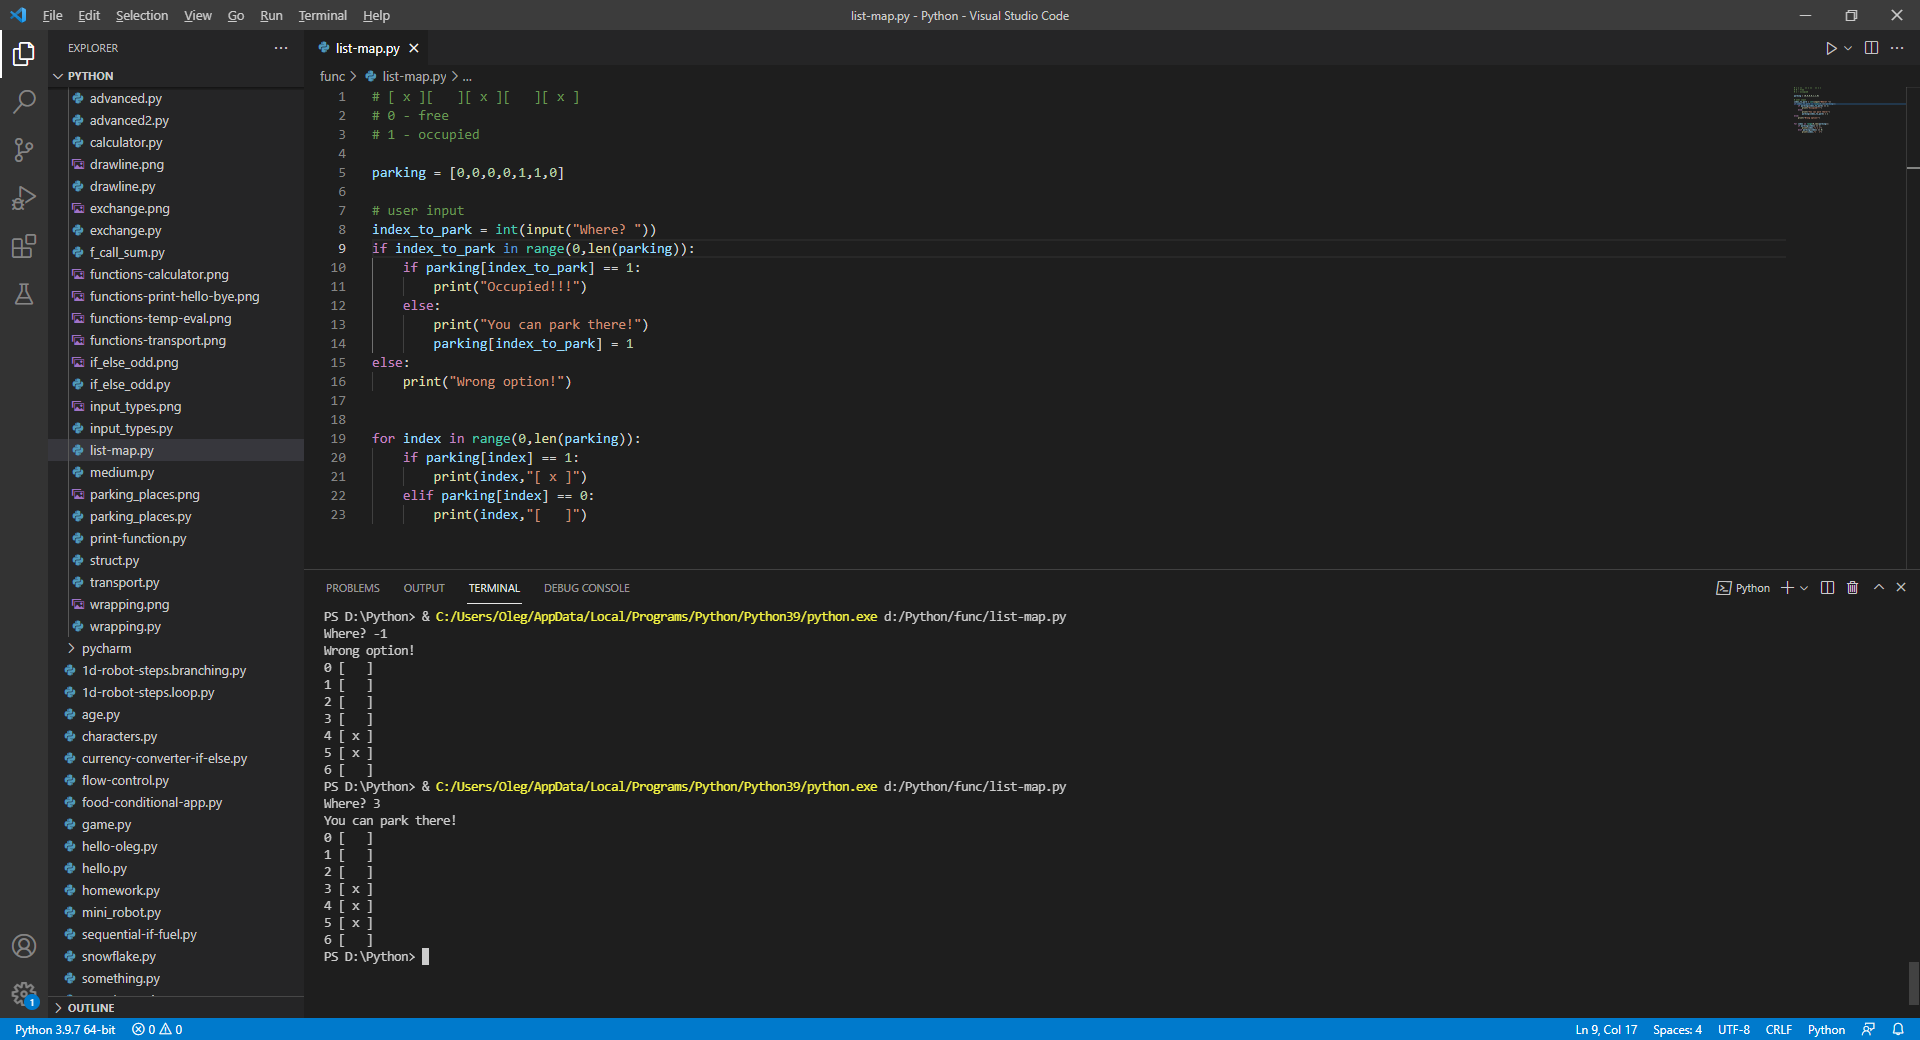 File Edit Selection View Go Run Terminal Help
list-map.py - Python - Visual Studio Code
EXPLORER
PYTHON
advanced.py
advanced2.py
calculator.py
drawline.png
drawline.py
exchange.png
exchange.py
f_call_sum.py
functions-calculator.png
functions-print-hello-bye.png
functions-temp-eval.png
functions-transport.png
if_else_odd.png
if_else_odd.py
input_types.png
input_types.py
list-map.py
medium.py
parking_places.png
parking_places.py
print-function.py
struct.py
transport.py
wrapping.png
wrapping.py
pycharm
1d-robot-steps.branching.py
1d-robot-steps.loop.py
age.py
characters.py
currency-converter-if-else.py
flow-control.py
food-conditional-app.py
game.py
hello-oleg.py
hello.py
homework.py
mini_robot.py
sequential-if-fuel.py
snowflake.py
something.py
OUTLINE
list-map.py
func > list-map.py > ...
1 # [ x ][   ][ x ][   ][ x ]
2 # 0 - free
3 # 1 - occupied
4
5 parking = [0,0,0,0,1,1,0]
6
7 # user input
8 index_to_park = int(input("Where? "))
9 if index_to_park in range(0,len(parking)):
10     if parking[index_to_park] == 1:
11         print("Occupied!!!")
12     else:
13         print("You can park there!")
14         parking[index_to_park] = 1
15 else:
16     print("Wrong option!")
17
18
19 for index in range(0,len(parking)):
20     if parking[index] == 1:
21         print(index,"[ x ]")
22     elif parking[index] == 0:
23         print(index,"[   ]")
PROBLEMS OUTPUT TERMINAL DEBUG CONSOLE
Python
PS D:\Python> & C:/Users/Oleg/AppData/Local/Programs/Python/Python39/python.exe d:/Python/func/list-map.py
Where? -1
Wrong option!
0 [   ]
1 [   ]
2 [   ]
3 [   ]
4 [ x ]
5 [ x ]
6 [   ]
PS D:\Python> & C:/Users/Oleg/AppData/Local/Programs/Python/Python39/python.exe d:/Python/func/list-map.py
Where? 3
You can park there!
0 [   ]
1 [   ]
2 [   ]
3 [ x ]
4 [ x ]
5 [ x ]
6 [   ]
PS D:\Python>
1
Python 3.9.7 64-bit 0 0
Ln 9, Col 17 Spaces: 4 UTF-8 CRLF Python